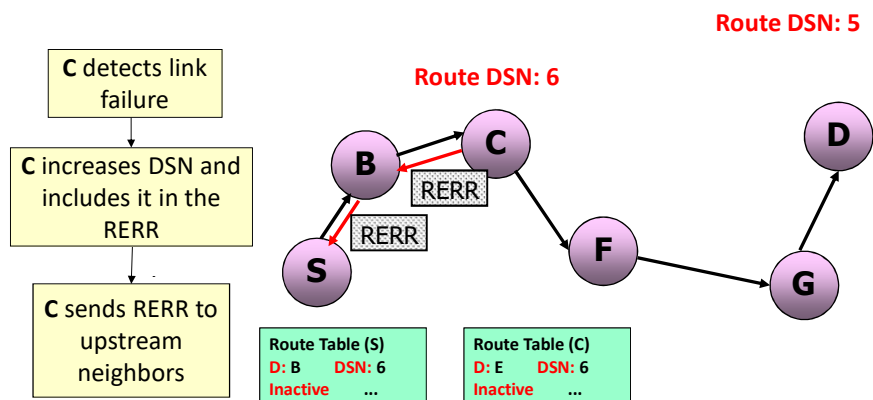 Route DSN: 5
C detects link
failure
Route DSN: 6
C increases DSN and
includes it in the
RERR
B
C
D
RERR
RERR
S
F
G
C sends RERR to
upstream
neighbors
Route Table (S)
D: B DSN: 6
Inactive ...
Route Table (C)
D: E DSN: 6
Inactive ...